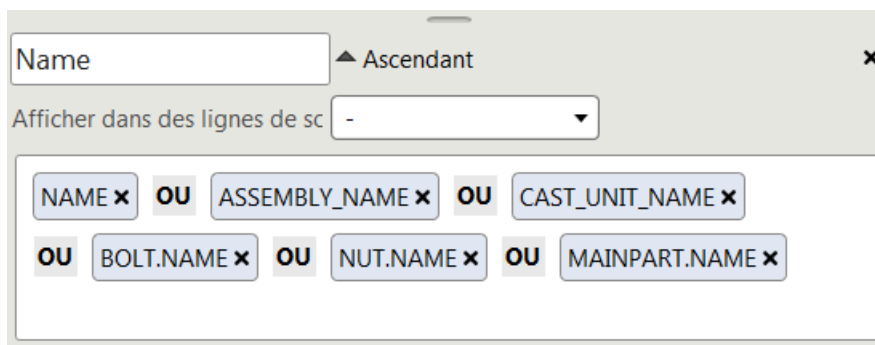 Name ▲ Ascendant ×
Afficher dans des lignes de sc - ▼
NAME × OU ASSEMBLY_NAME × OU CAST_UNIT_NAME ×
OU BOLT.NAME × OU NUT.NAME × OU MAINPART.NAME ×